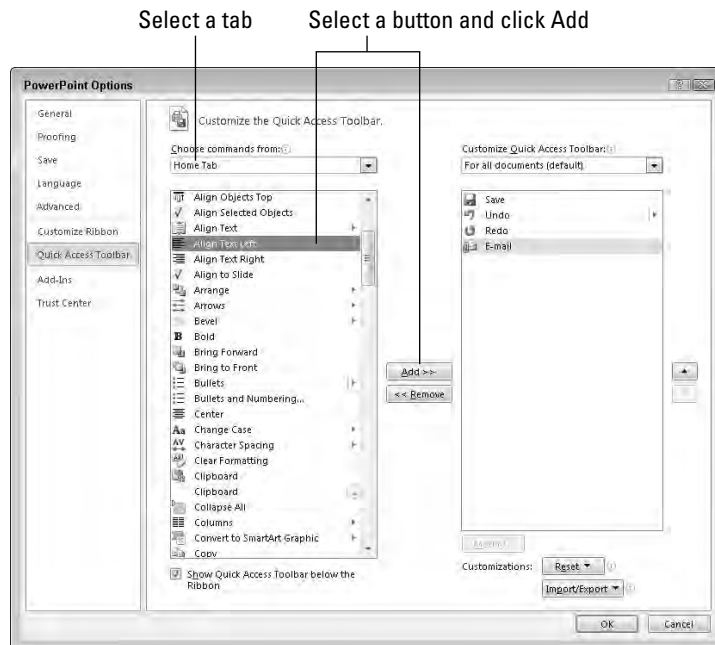 Select a tab
Select a button and click Add
PowerPoint Options
General
Proofing
Save
Language
Advanced
Customize Ribbon
Quick Access Toolbar
Add-Ins
Trust Center
Customize the Quick Access Toolbar.
Choose commands from:
Home Tab
Align Objects Top
Align Selected Objects
Align Text
Align Text Left
Align Text Right
Align to Slide
Arrange
Arrows
Bevel
Bold
Bring Forward
Bring to Front
Bullets
Bullets and Numbering...
Center
Change Case
Character Spacing
Clear Formatting
Clipboard
Clipboard
Collapse All
Columns
Convert to SmartArt Graphic
Copy
Show Quick Access Toolbar below the
Ribbon
Add >>
<< Remove
Customize Quick Access Toolbar:
For all documents (default)
Save
Undo
Redo
E-mail
Customizations:
Reset
Import/Export
OK
Cancel